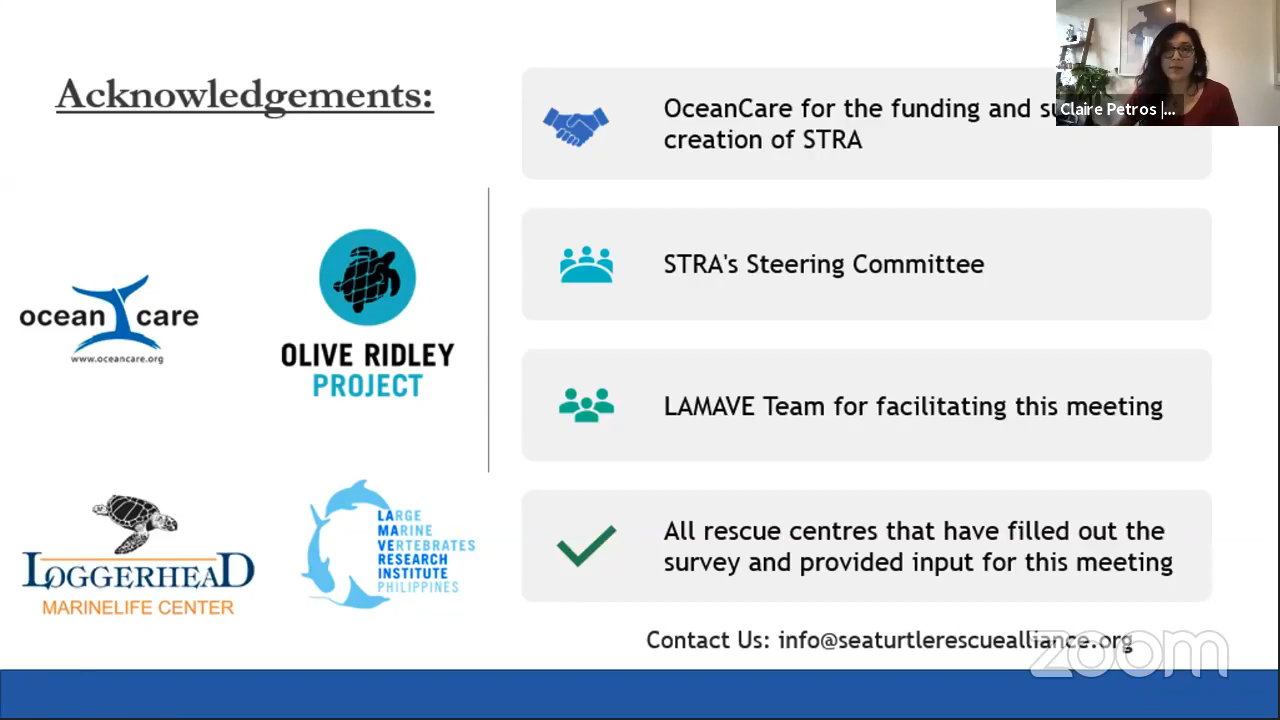 Acknowledgements:
OceanCare for the funding and
creation of STRA
Claire Petros |...
STRA's Steering Committee
LAMAVE Team for facilitating this meeting
All rescue centres that have filled out the
survey and provided input for this meeting
ocean care
www.oceancare.org
OLIVE RIDLEY
PROJECT
LOGGERHEAD
MARINELIFE CENTER
LARGE
MARINE
VERTEBRATES
RESEARCH
INSTITUTE
PHILIPPINES
Contact Us: info@seaturtlerescuealliance.org
zoom